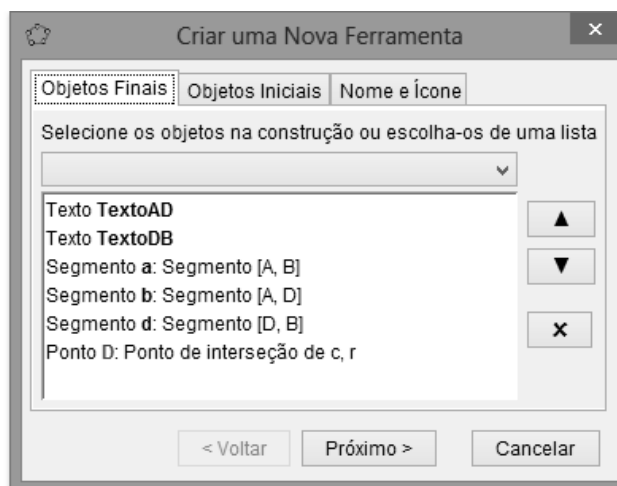 Criar uma Nova Ferramenta
Objetos Finais Objetos Iniciais Nome e Ícone
Selecione os objetos na construção ou escolha-os de uma lista
Texto TextoAD
Texto TextoDB
Segmento a: Segmento [A, B]
Segmento b: Segmento [A, D]
Segmento d: Segmento [D, B]
Ponto D: Ponto de interseção de c, r
< Voltar Próximo > Cancelar